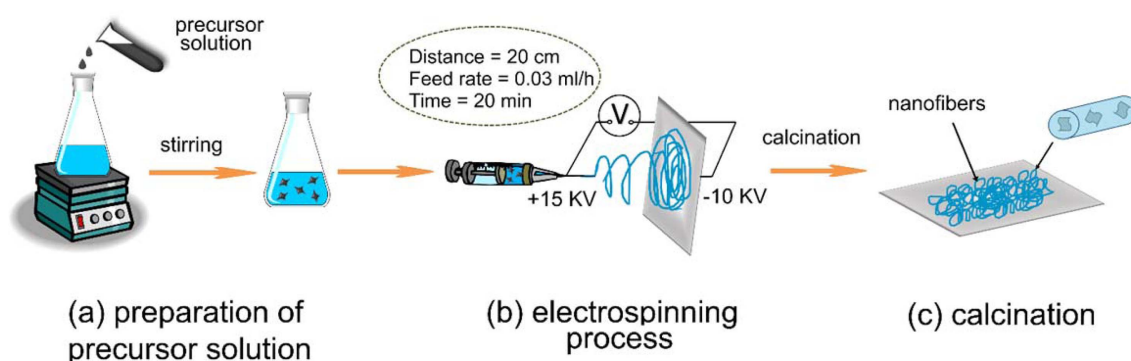 precursor
solution
stirring
Distance = 20 cm
Feed rate = 0.03 ml/h
Time = 20 min
V
+15 KV
-10 KV
calcination
nanofibers
(a) preparation of
precursor solution
(b) electrospinning
process
(c) calcination